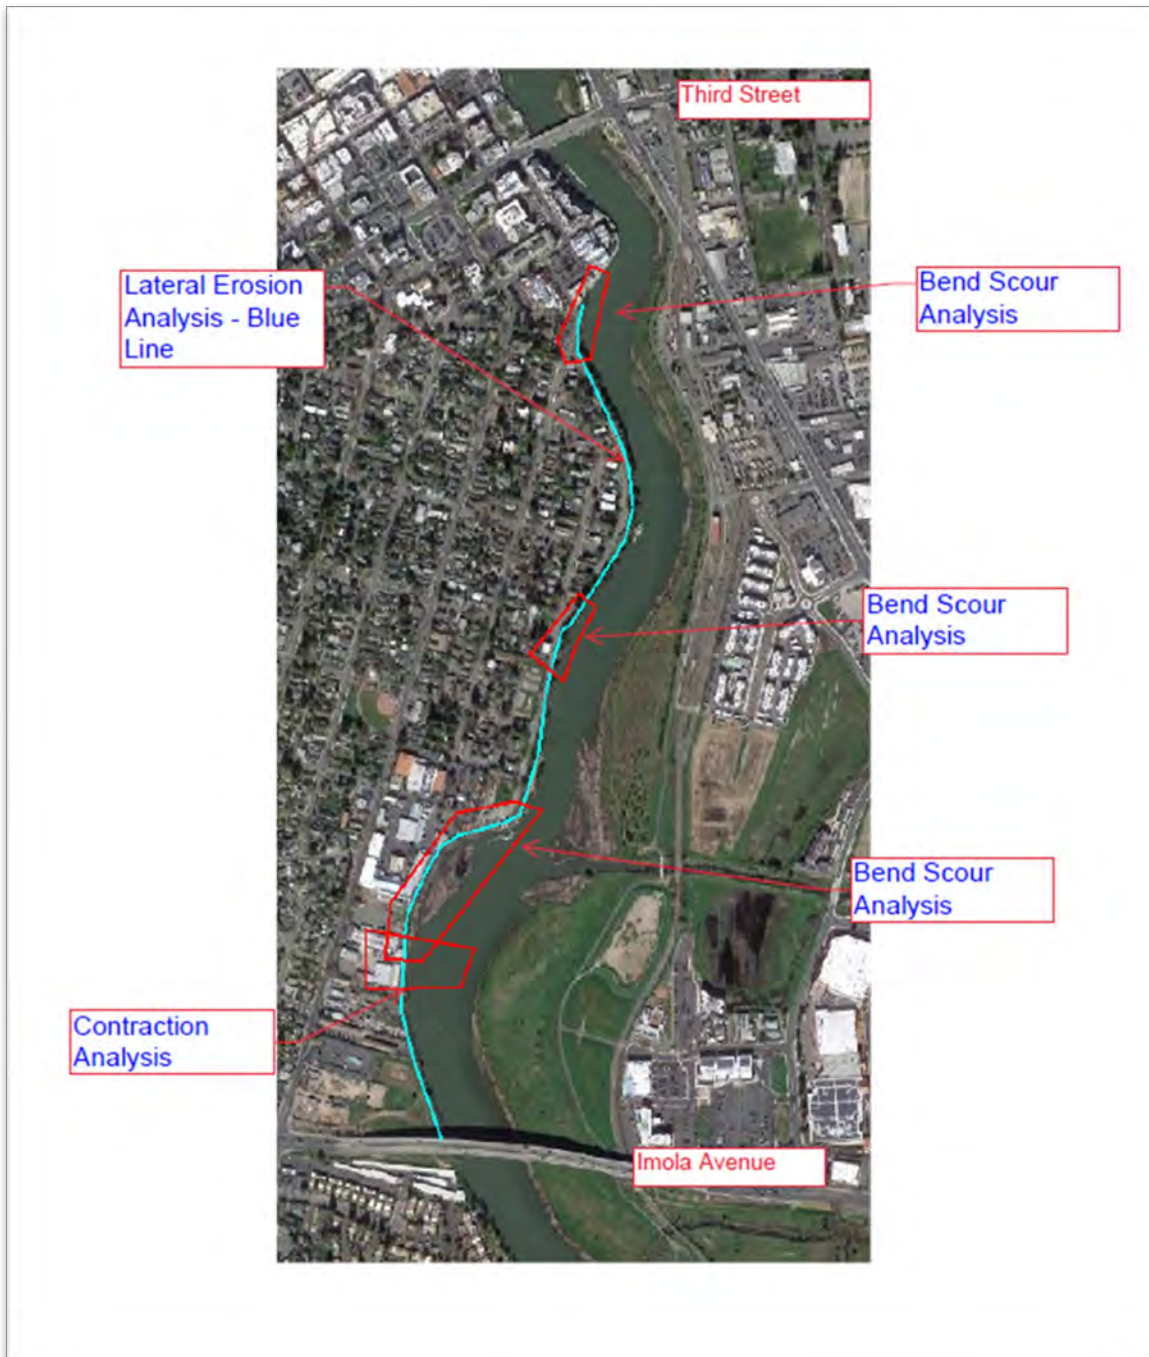 Third Street
Lateral Erosion
Analysis - Blue
Line
Bend Scour
Analysis
Bend Scour
Analysis
Bend Scour
Analysis
Contraction
Analysis
Imola Avenue